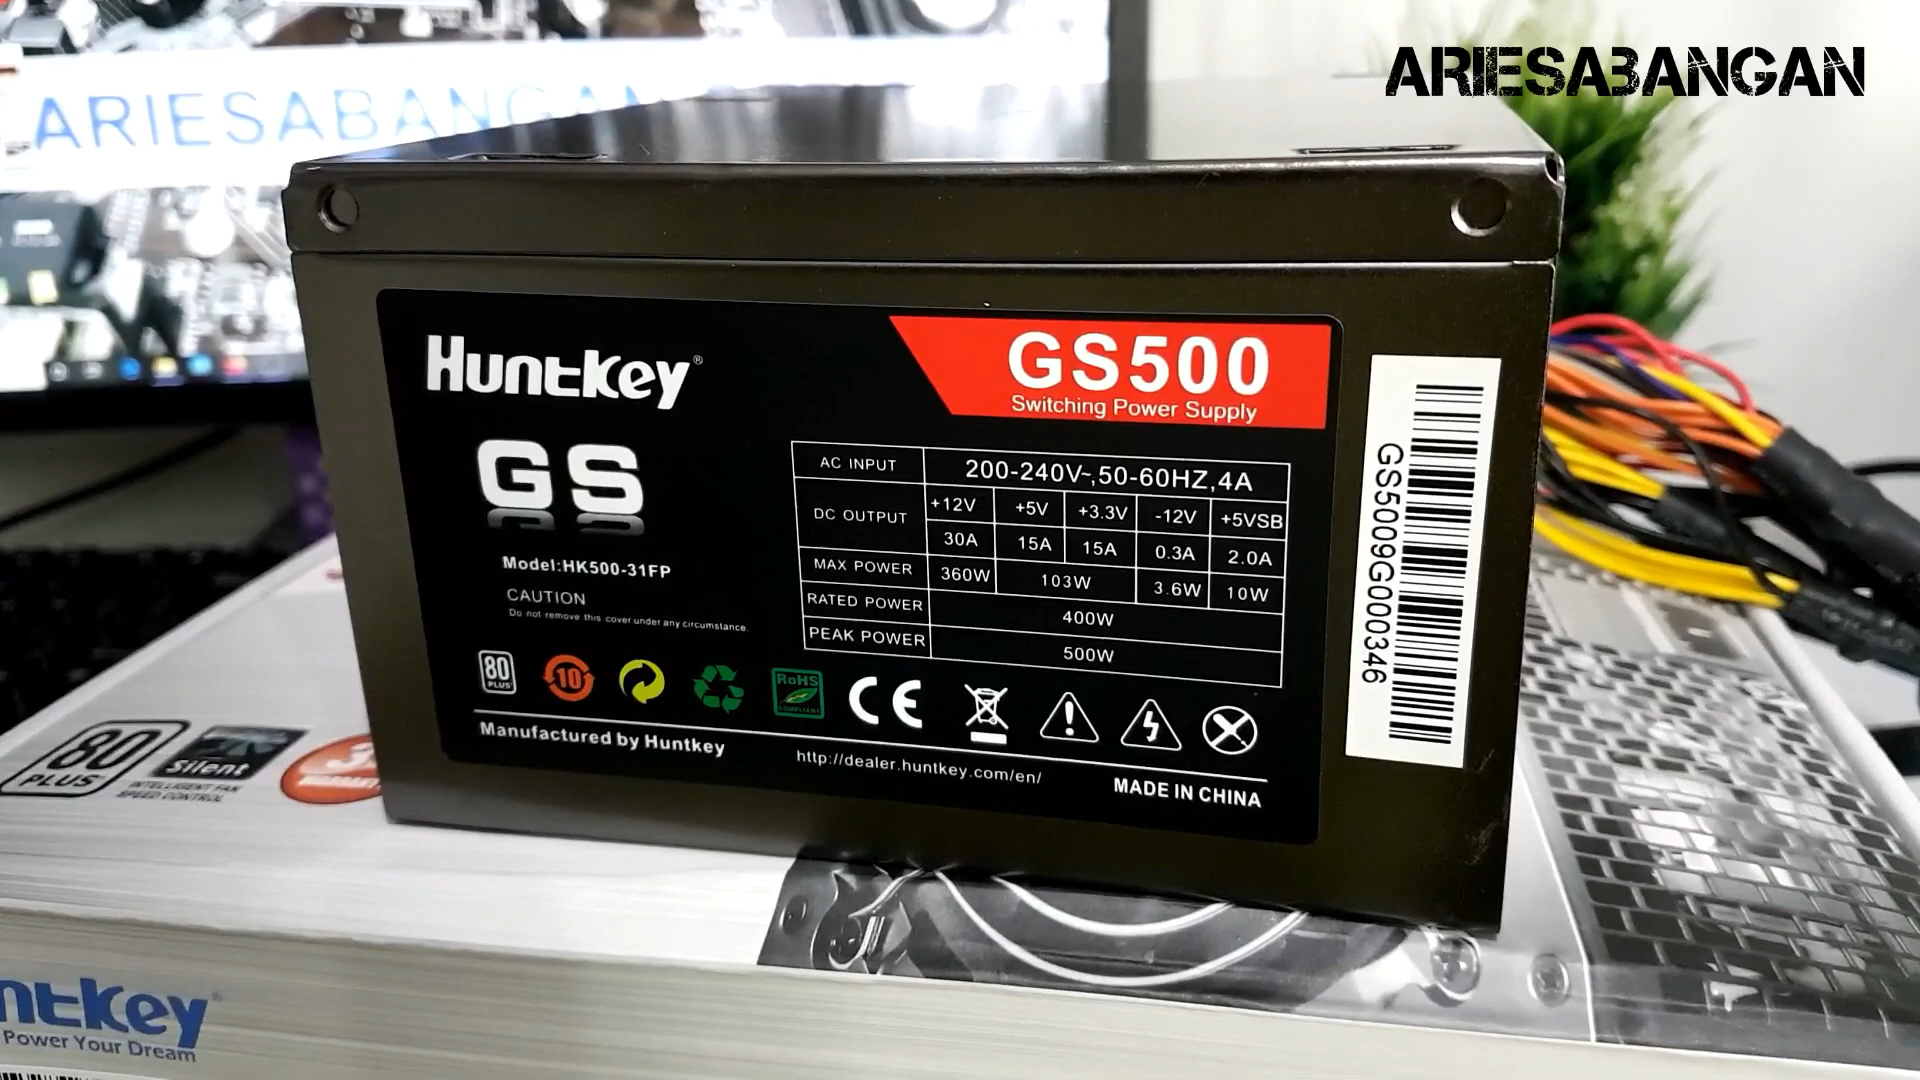 ARIESABANGAN
ARIESABANGAN
Huntkey®
GS500
Switching Power Supply
GS
Model:HK500-31FP
CAUTION
Do not remove this cover under any circumstance.
AC INPUT 200-240V~,50-60HZ,4A
DC OUTPUT +12V +5V +3.3V -12V +5VSB
30A 15A 15A 0.3A 2.0A
MAX POWER 360W 103W 3.6W 10W
RATED POWER 400W
PEAK POWER 500W
80 PLUS
10
RoHS
COMPLIANT
CE
Manufactured by Huntkey
http://dealer.huntkey.com/en/
MADE IN CHINA
GS5009G000346
80
PLUS
Silent
INTELLIGENT FAN
SPEED CONTROL
3
WARRANTY
ntkey
Power Your Dream